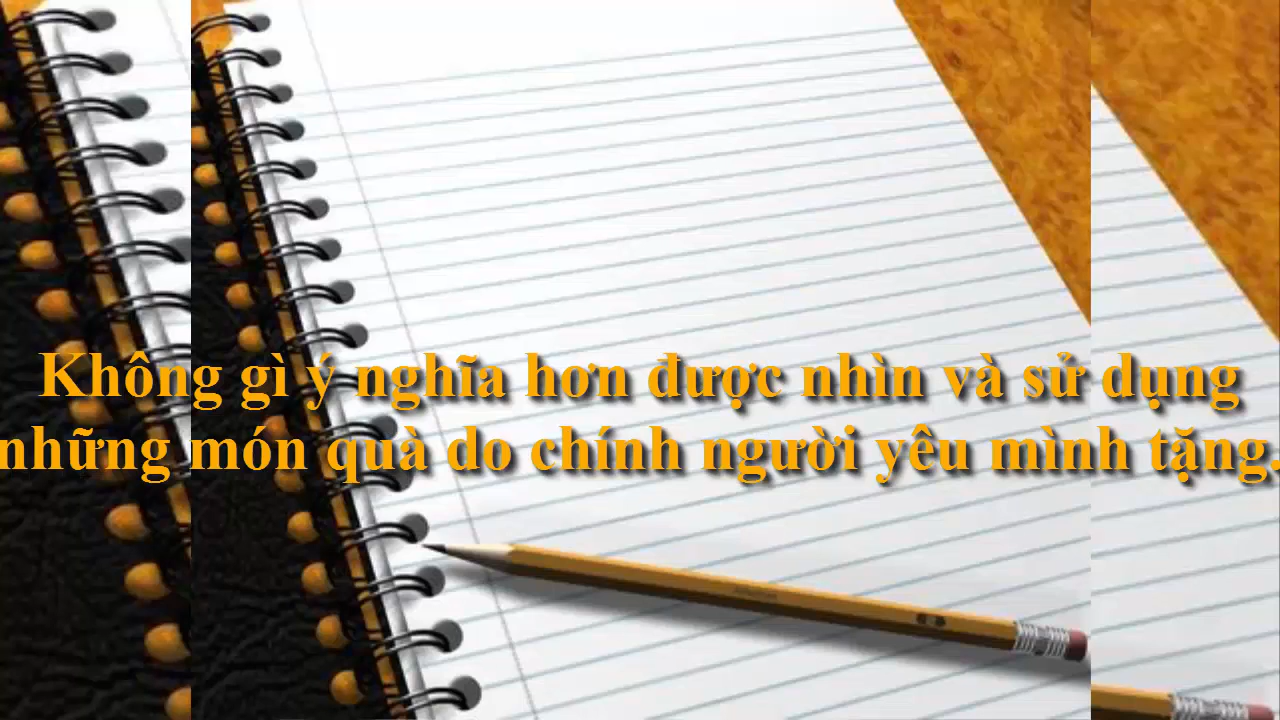 Không gì ý nghĩa hơn được nhìn và sử dụng
những món quà do chính người yêu mình tặng.